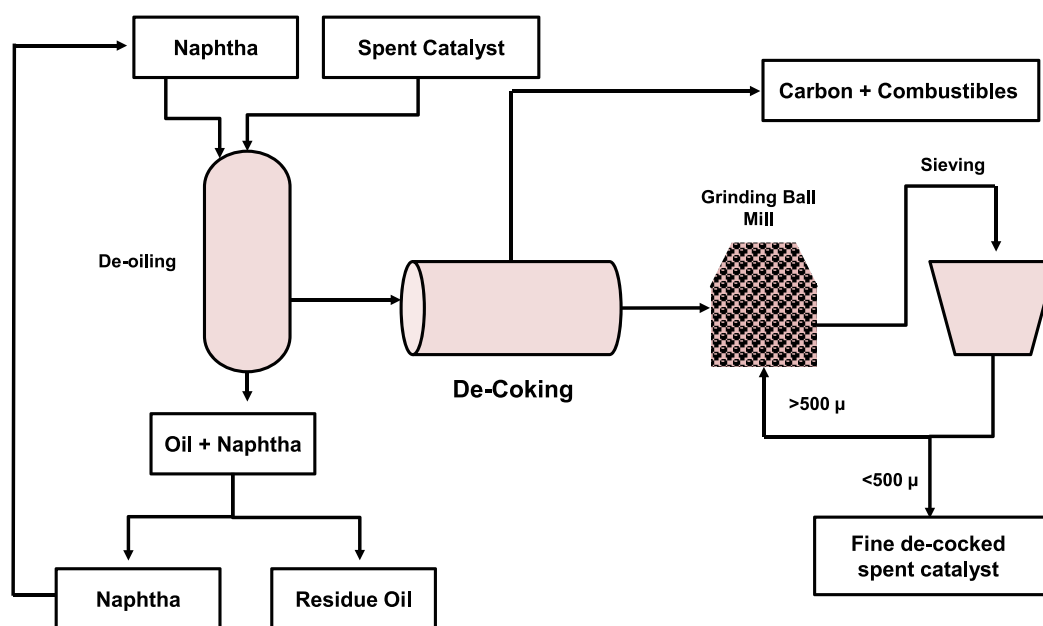 Naphtha
Spent Catalyst
Carbon + Combustibles
Sieving
Grinding Ball
Mill
De-oiling
De-Coking
>500 μ
Oil + Naphtha
<500 μ
Fine de-cocked
spent catalyst
Naphtha
Residue Oil